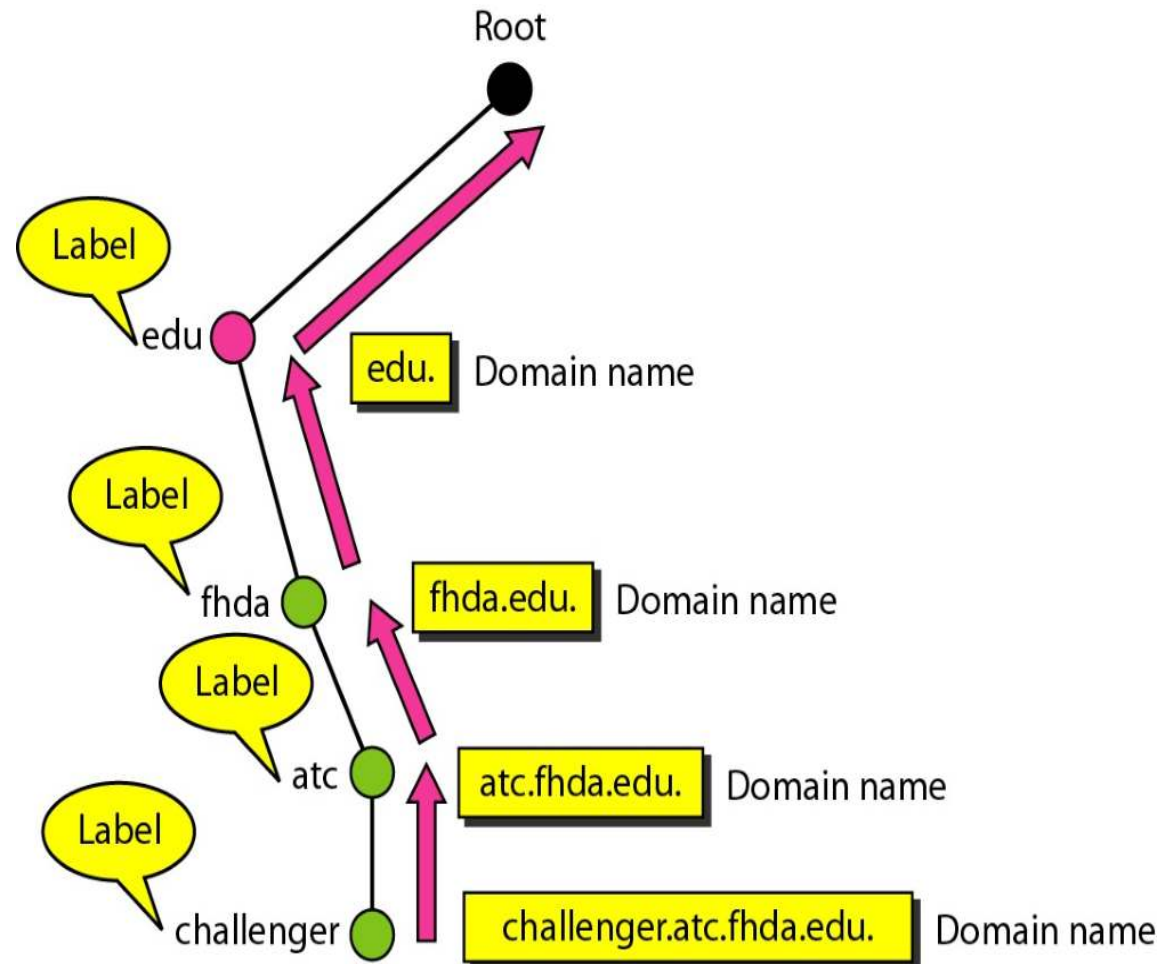 Root
Label
edu
edu. Domain name
Label
fhda
fhda.edu. Domain name
Label
atc
atc.fhda.edu. Domain name
Label
challenger
challenger.atc.fhda.edu. Domain name